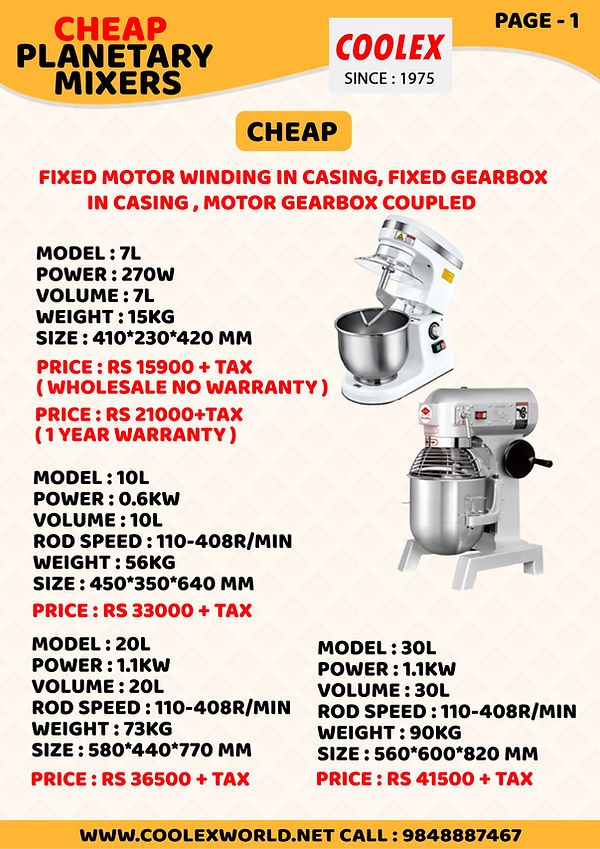 CHEAP
PLANETARY
MIXERS
COOLEX
SINCE : 1975
PAGE - 1
CHEAP
FIXED MOTOR WINDING IN CASING, FIXED GEARBOX
IN CASING , MOTOR GEARBOX COUPLED
MODEL : 7L
POWER : 270W
VOLUME : 7L
WEIGHT : 15KG
SIZE : 410*230*420 MM
PRICE : RS 15900 + TAX
( WHOLESALE NO WARRANTY )
PRICE : RS 21000+TAX
( 1 YEAR WARRANTY )
MODEL : 10L
POWER : 0.6KW
VOLUME : 10L
ROD SPEED : 110-408R/MIN
WEIGHT : 56KG
SIZE : 450*350*640 MM
PRICE : RS 33000 + TAX
MODEL : 20L
POWER : 1.1KW
VOLUME : 20L
ROD SPEED : 110-408R/MIN
WEIGHT : 73KG
SIZE : 580*440*770 MM
PRICE : RS 36500 + TAX
MODEL : 30L
POWER : 1.1KW
VOLUME : 30L
ROD SPEED : 110-408R/MIN
WEIGHT : 90KG
SIZE : 560*600*820 MM
PRICE : RS 41500 + TAX
WWW.COOLEXWORLD.NET CALL : 9848887467